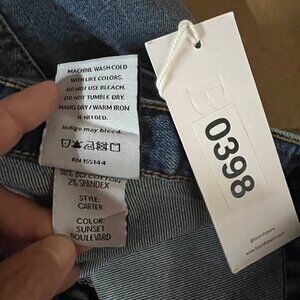 MACHINE WASH COLD
WITH LIKE COLORS.
DO NOT USE BLEACH.
DO NOT TUMBLE DRY.
HANG DRY / WARM IRON
IF NEEDED.
Indigo may bleed.
RN 155144
98% BCI COTTON
2% SPANDEX
STYLE:
CARTER
COLOR:
SUNSET
BOULEVARD
0398